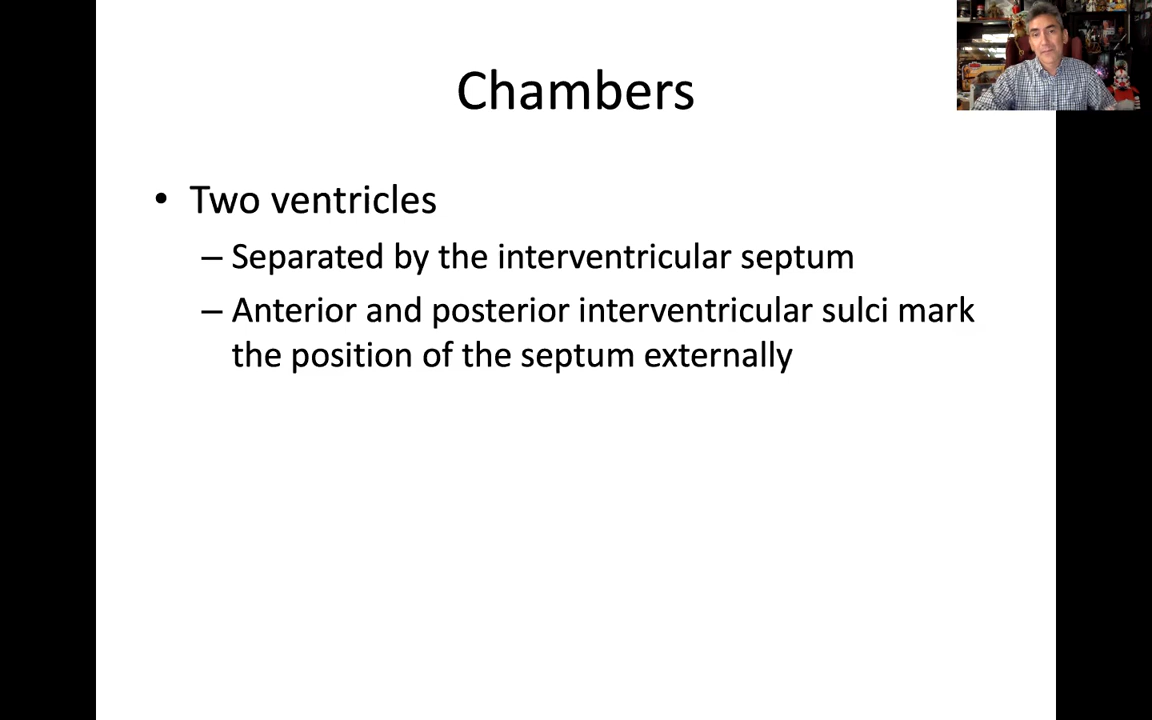 Chambers
• Two ventricles
– Separated by the interventricular septum
– Anterior and posterior interventricular sulci mark
the position of the septum externally